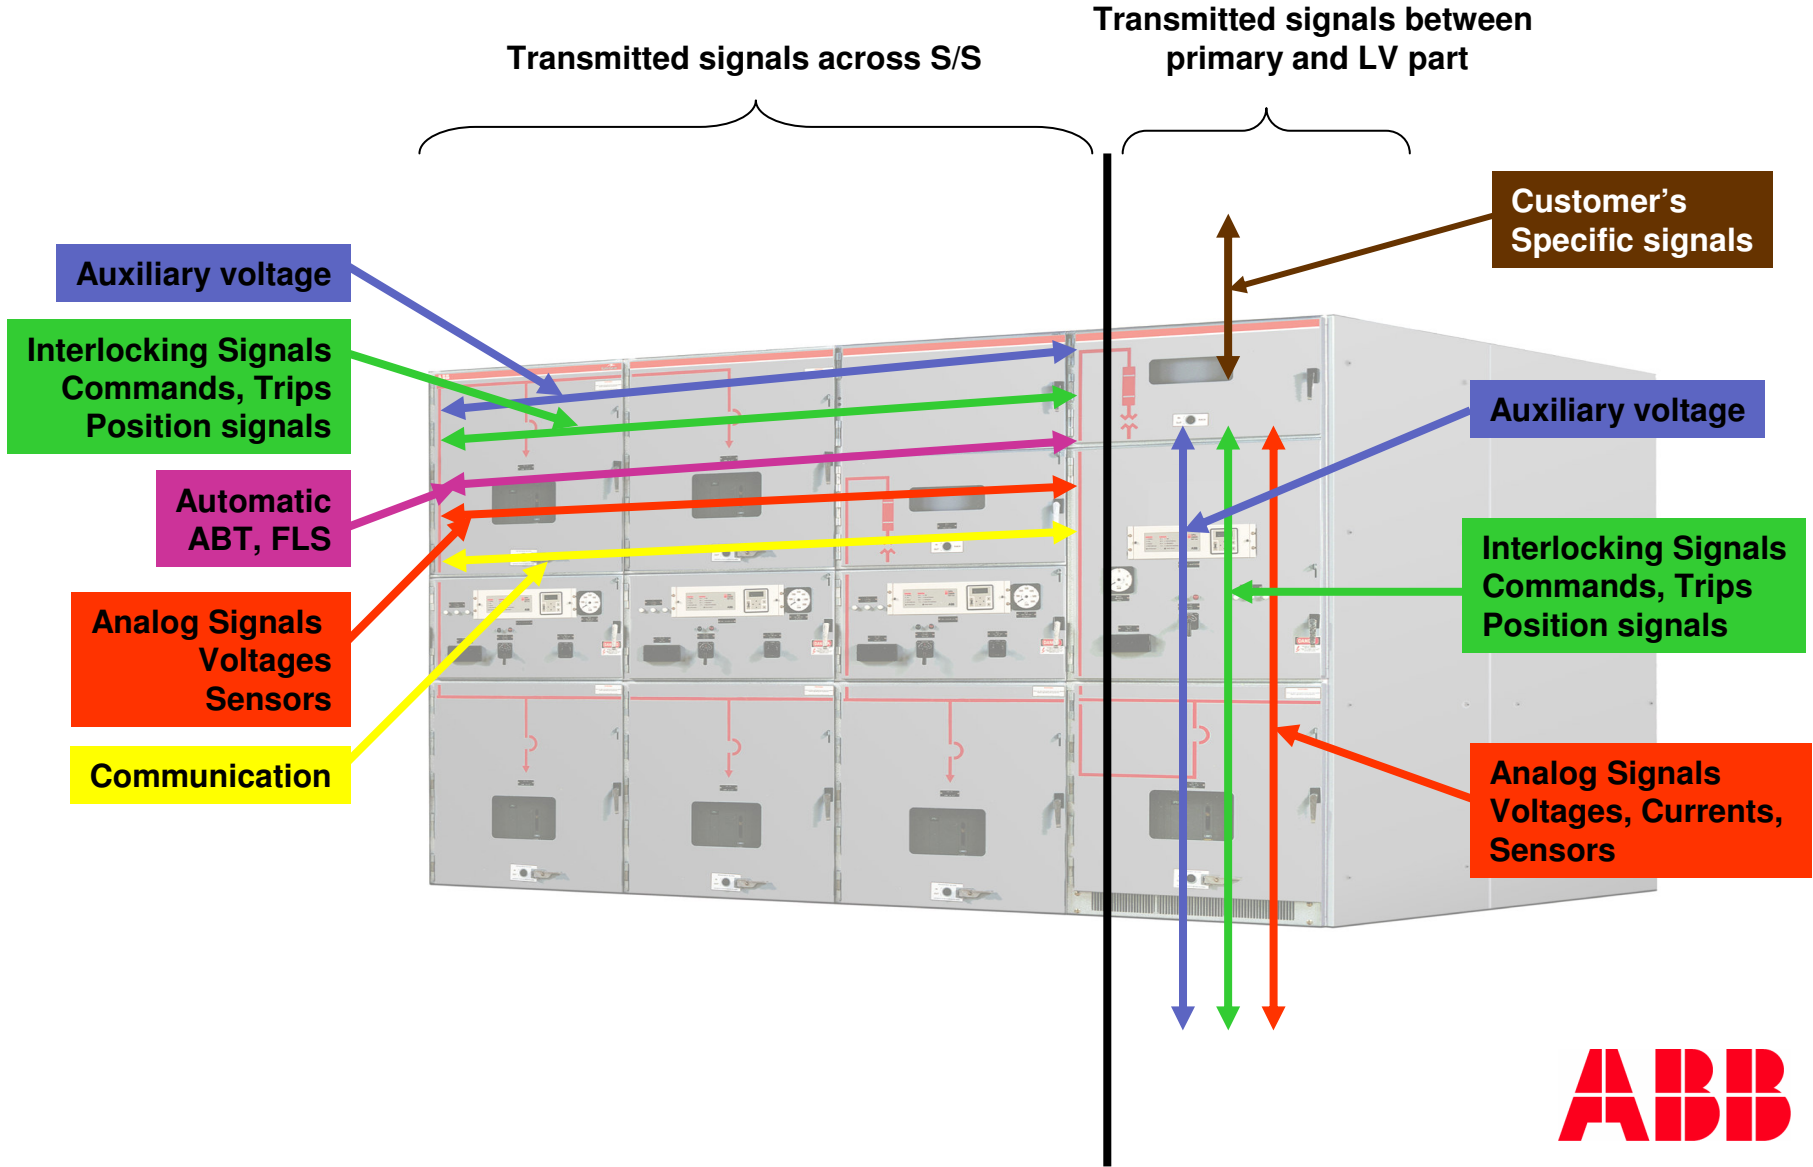 Transmitted signals across S/S
Transmitted signals between
primary and LV part
Customer’s
Specific signals
Auxiliary voltage
Interlocking Signals
Commands, Trips
Position signals
Automatic
ABT, FLS
Analog Signals
Voltages
Sensors
Communication
Auxiliary voltage
Interlocking Signals
Commands, Trips
Position signals
Analog Signals
Voltages, Currents,
Sensors
ABB